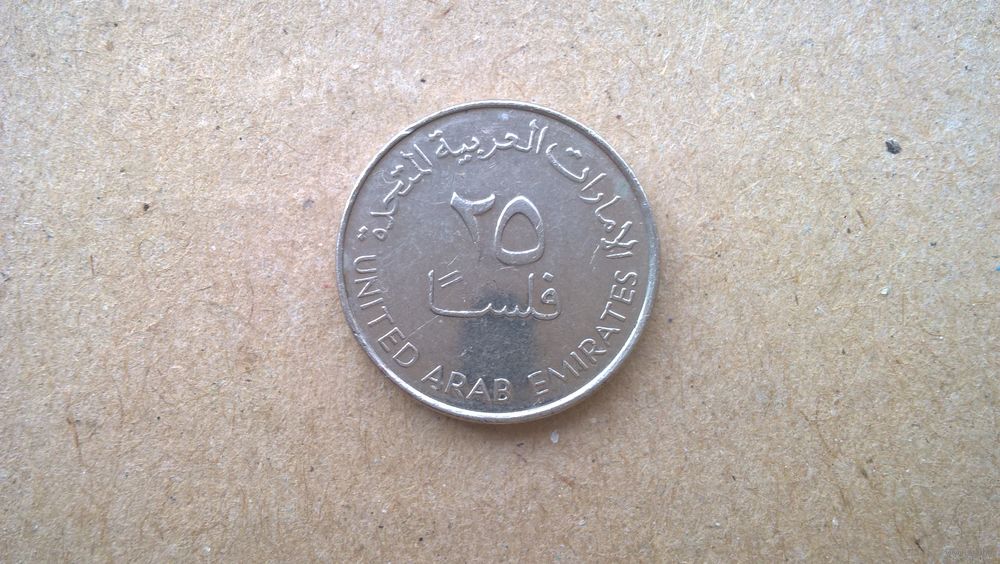 الإمارات العربية المتحدة
٢٥
فلساً
UNITED ARAB EMIRATES